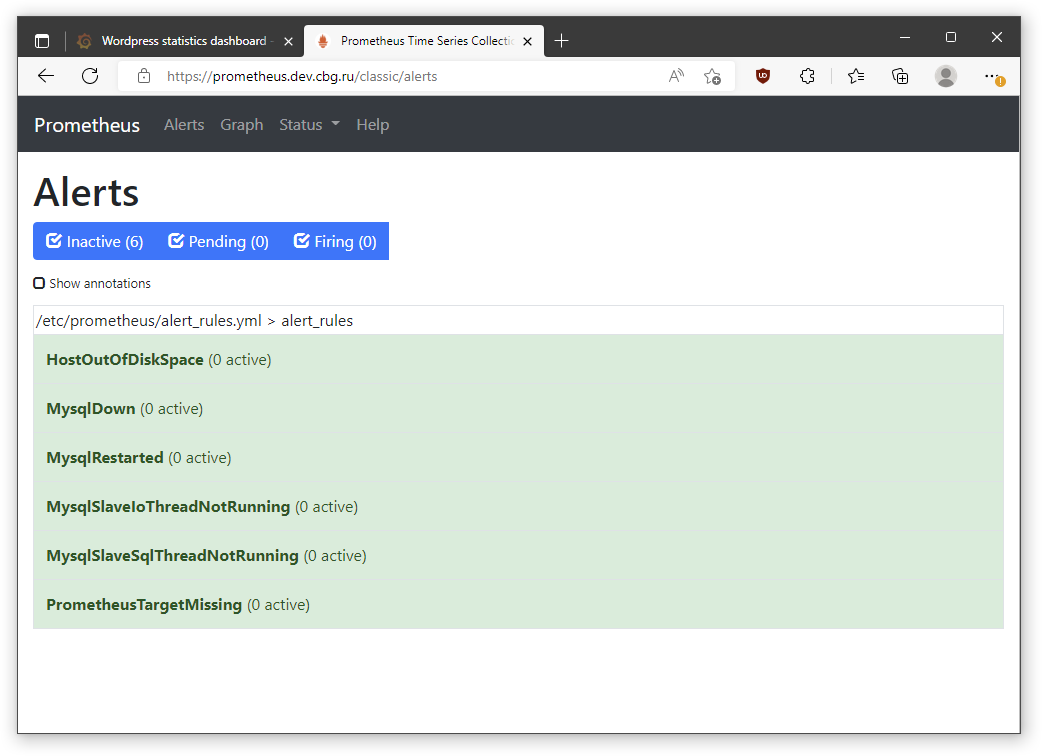 Wordpress statistics dashboard -
Prometheus Time Series Collectic
https://prometheus.dev.cbg.ru/classic/alerts
Prometheus Alerts Graph Status Help
Alerts
Inactive (6) Pending (0) Firing (0)
Show annotations
/etc/prometheus/alert_rules.yml > alert_rules
HostOutOfDiskSpace (0 active)
MysqlDown (0 active)
MysqlRestarted (0 active)
MysqlSlaveIoThreadNotRunning (0 active)
MysqlSlaveSqlThreadNotRunning (0 active)
PrometheusTargetMissing (0 active)